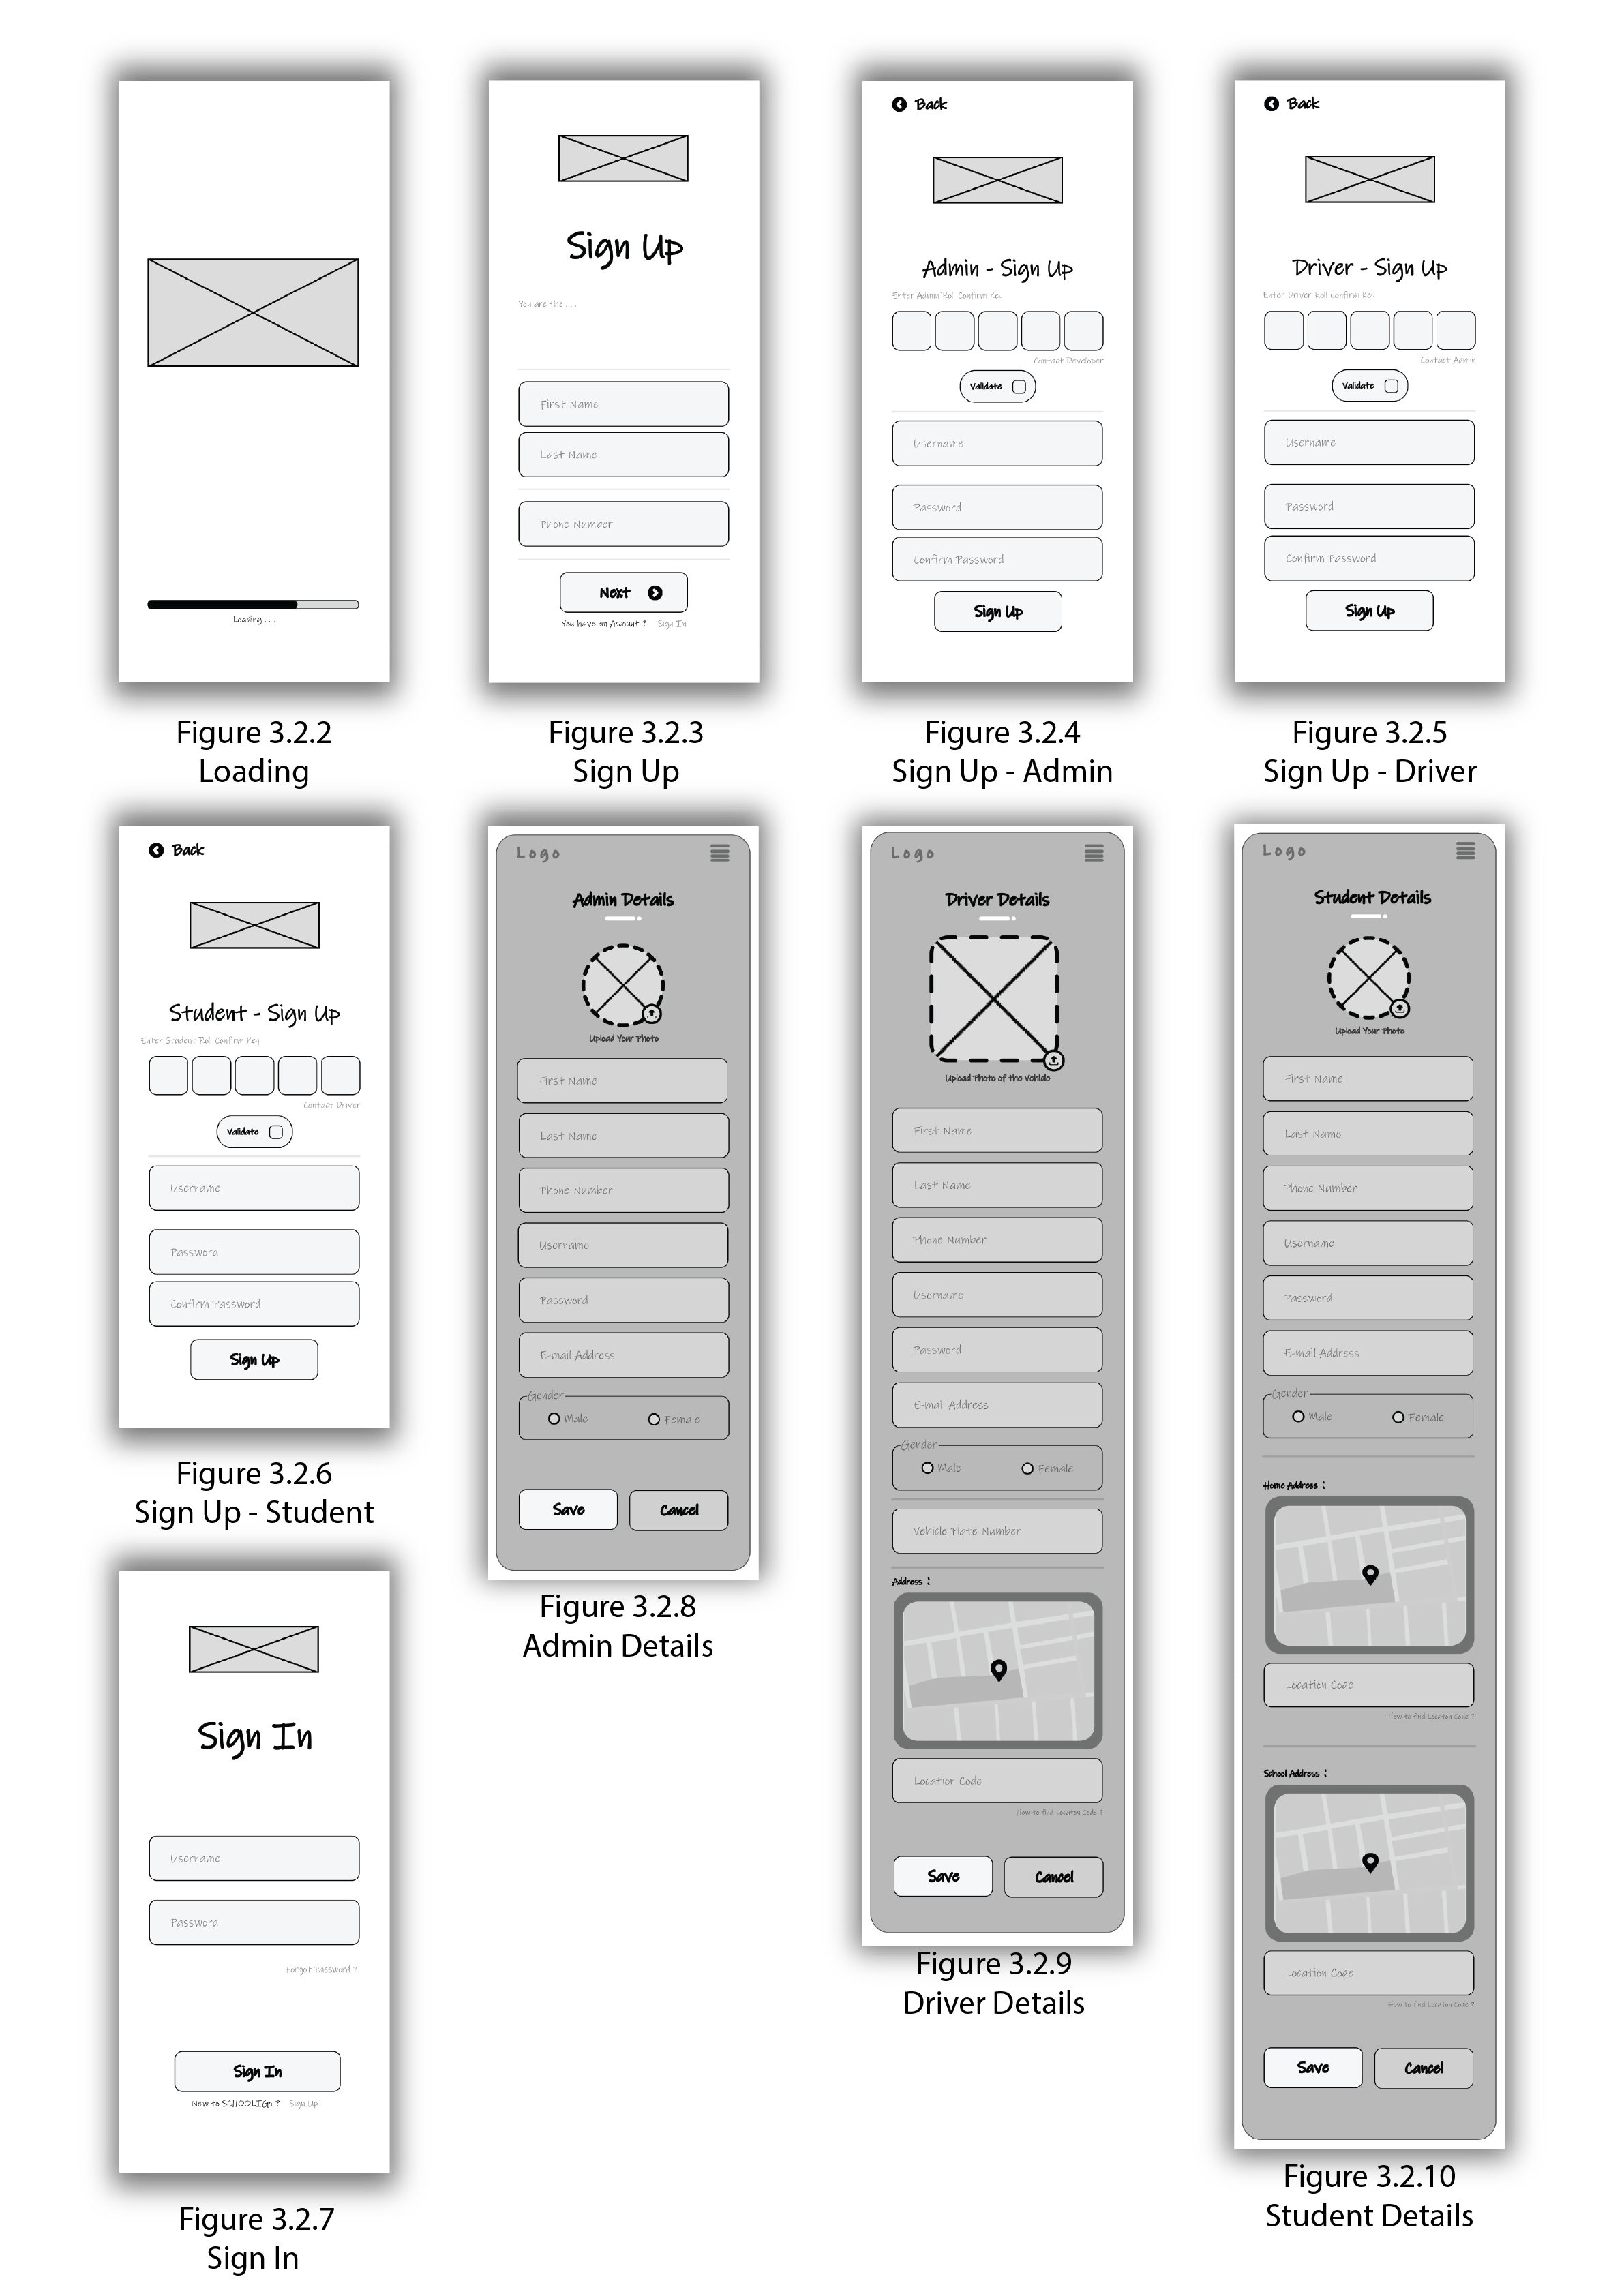 Loading . . .
Figure 3.2.2
Loading
Sign Up
You are the . . .
First Name
Last Name
Phone Number
Next
You have an Account ? Sign In
Figure 3.2.3
Sign Up
Back
Admin - Sign Up
Enter Admin Roll Confirm Key
Contact Developer
Validate
Username
Password
Confirm Password
Sign Up
Figure 3.2.4
Sign Up - Admin
Back
Driver - Sign Up
Enter Driver Roll Confirm Key
Contact Admin
Validate
Username
Password
Confirm Password
Sign Up
Figure 3.2.5
Sign Up - Driver
Back
Student - Sign Up
Enter Student Roll Confirm Key
Contact Driver
Validate
Username
Password
Confirm Password
Sign Up
Figure 3.2.6
Sign Up - Student
Sign In
Username
Password
Forgot Password ?
Sign In
New to SCHOOLIGo ? Sign Up
Figure 3.2.7
Sign In
Logo
Admin Details
Upload Your Photo
First Name
Last Name
Phone Number
Username
Password
E-mail Address
Gender
Male Female
Save Cancel
Figure 3.2.8
Admin Details
Logo
Driver Details
Upload Photo of the Vehicle
First Name
Last Name
Phone Number
Username
Password
E-mail Address
Gender
Male Female
Vehicle Plate Number
Address :
Location Code
How to find Locaton Code ?
Save Cancel
Figure 3.2.9
Driver Details
Logo
Student Details
Upload Your Photo
First Name
Last Name
Phone Number
Username
Password
E-mail Address
Gender
Male Female
Home Address :
Location Code
How to find Locaton Code ?
School Address :
Location Code
How to find Locaton Code ?
Save Cancel
Figure 3.2.10
Student Details